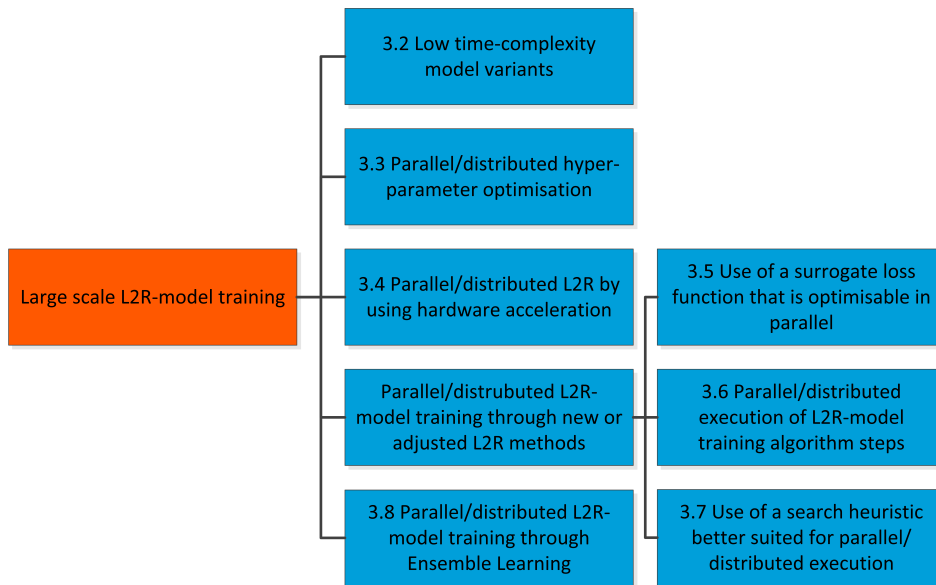 3.2 Low time-complexity
model variants
3.3 Parallel/distributed hyper-
parameter optimisation
Large scale L2R-model training
3.4 Parallel/distributed L2R by
using hardware acceleration
3.5 Use of a surrogate loss
function that is optimisable in
parallel
Parallel/distrubuted L2R-
model training through new or
adjusted L2R methods
3.6 Parallel/distributed
execution of L2R-model
training algorithm steps
3.8 Parallel/distributed L2R-
model training through
Ensemble Learning
3.7 Use of a search heuristic
better suited for parallel/
distributed execution